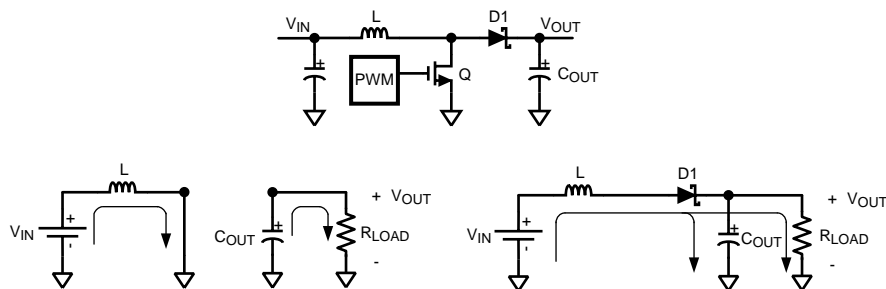 VIN L D1 VOUT
+ PWM Q + COUT
L
VIN + -
COUT + RLOAD + VOUT -
L D1
VIN + - + COUT RLOAD + VOUT -